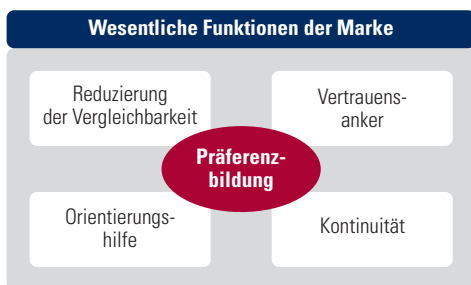 Wesentliche Funktionen der Marke
Reduzierung
der Vergleichbarkeit
Vertrauens-
anker
Präferenz-
bildung
Orientierungs-
hilfe
Kontinuität